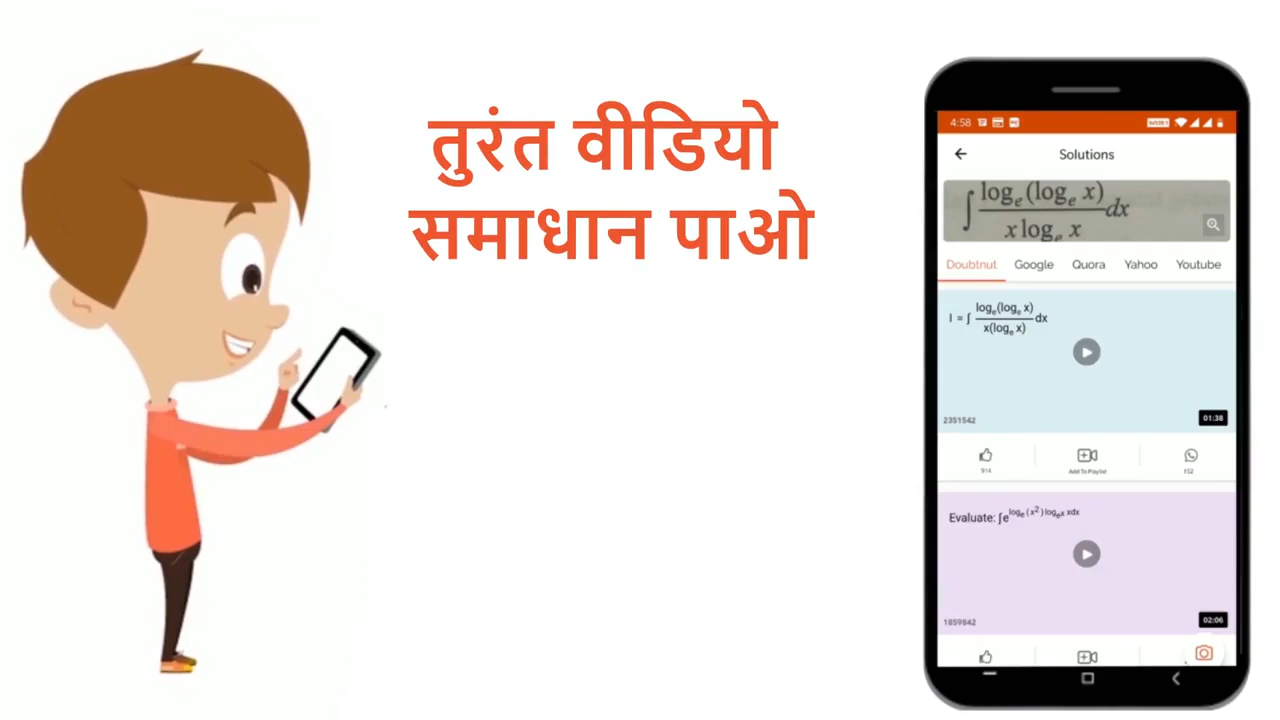 तुरंत वीडियो
समाधान पाओ
4:58
Solutions
∫ logₑ(logₑ x) / x logₑ x dx
Doubtnut Google Quora Yahoo Youtube
I = ∫ logₑ(logₑ x) / x(logₑ x) dx
2351542 01:38
914 Add To Playlist 152
Evaluate: ∫e^logₑ(x²)logₑx xdx
1859842 02:06